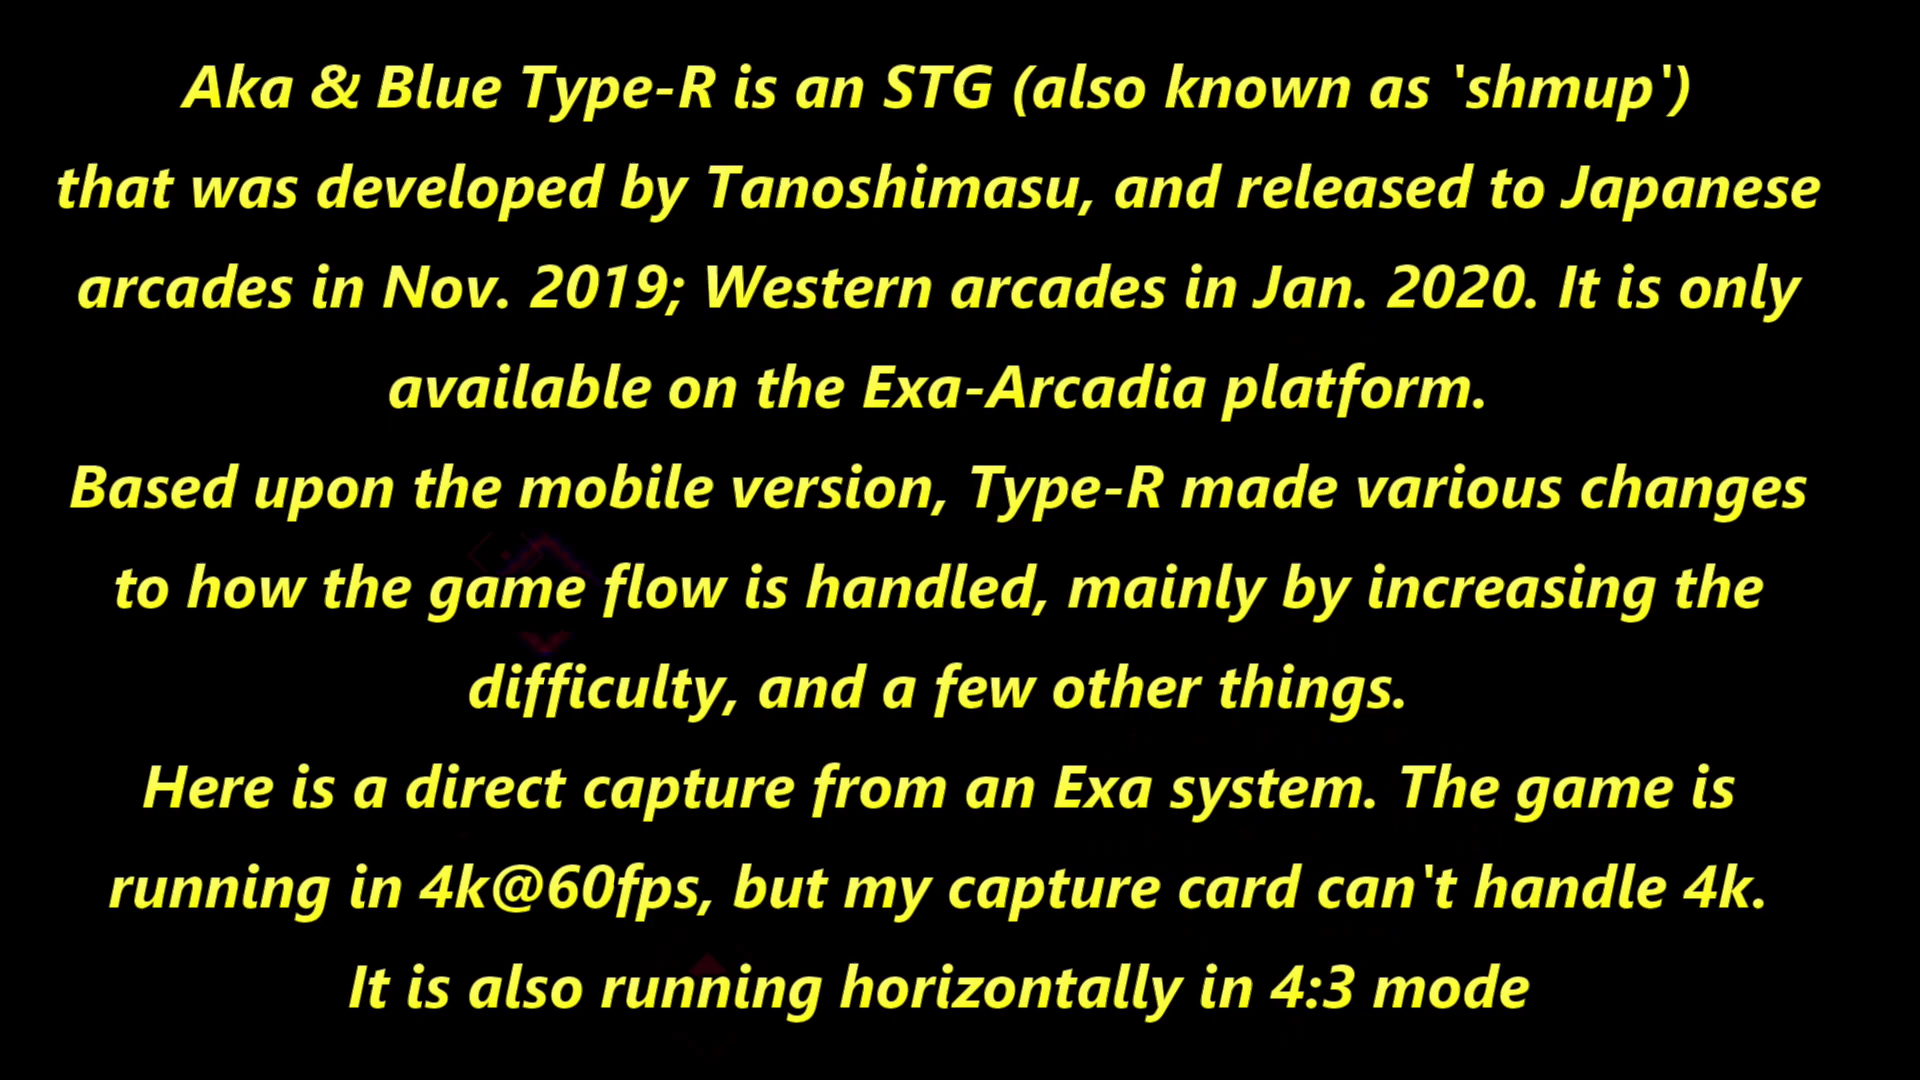 Aka & Blue Type-R is an STG (also known as 'shmup')
that was developed by Tanoshimasu, and released to Japanese
arcades in Nov. 2019; Western arcades in Jan. 2020. It is only
available on the Exa-Arcadia platform.
Based upon the mobile version, Type-R made various changes
to how the game flow is handled, mainly by increasing the
difficulty, and a few other things.
Here is a direct capture from an Exa system. The game is
running in 4k@60fps, but my capture card can't handle 4k.
It is also running horizontally in 4:3 mode